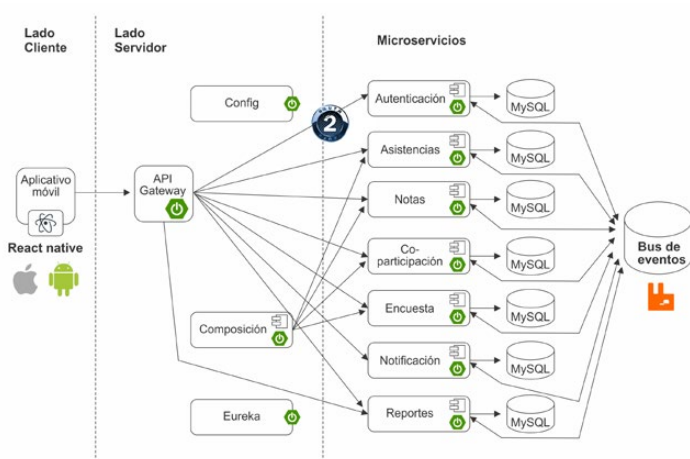 Lado
Cliente
Lado
Servidor
Microservicios
Config
2
Autenticación
MySQL
Asistencias
MySQL
Aplicativo
móvil
React native
API
Gateway
Notas
MySQL
Bus de
eventos
Co-
participación
MySQL
Composición
Encuesta
MySQL
Notificación
MySQL
Eureka
Reportes
MySQL